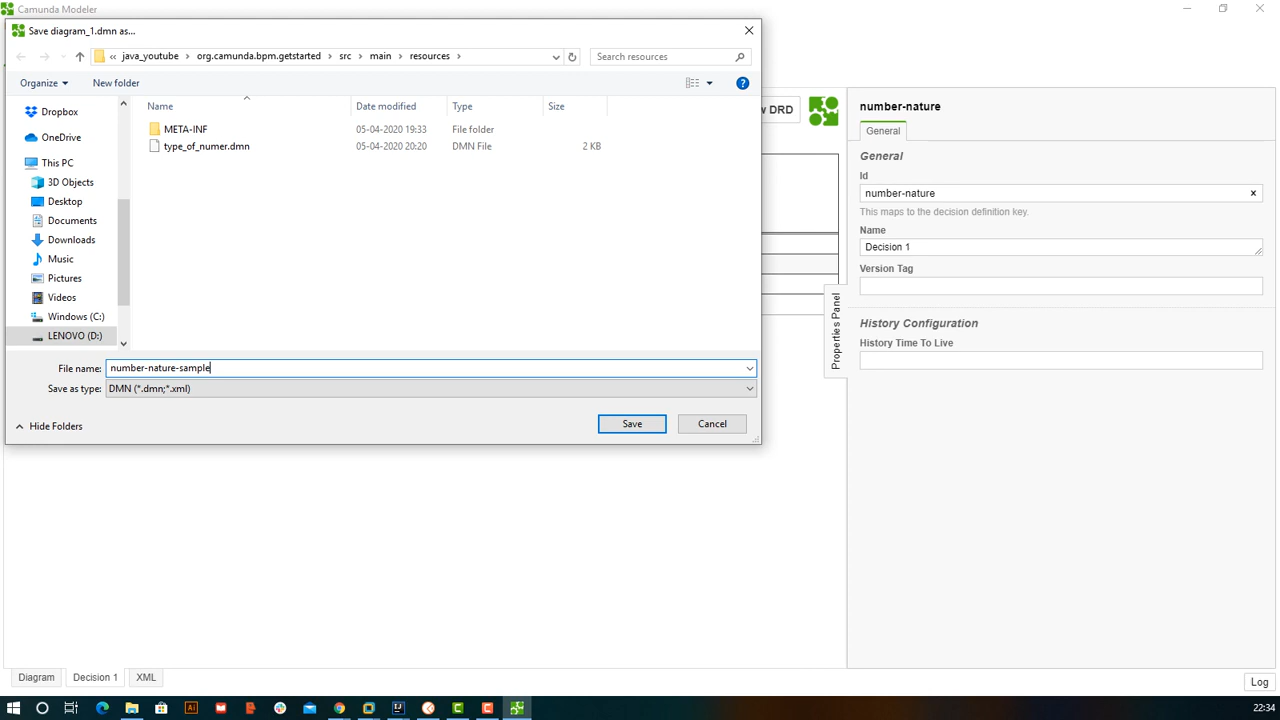 Camunda Modeler
Save diagram_1.dmn as...
« java_youtube › org.camunda.bpm.getstarted › src › main › resources ›
Search resources
Organize
New folder
Name
Date modified
Type
Size
Dropbox
OneDrive
This PC
3D Objects
Desktop
Documents
Downloads
Music
Pictures
Videos
Windows (C:)
LENOVO (D:)
META-INF 05-04-2020 19:33 File folder
type_of_numer.dmn 05-04-2020 20:20 DMN File 2 KB
File name: number-nature-sample
Save as type: DMN (*.dmn;*.xml)
Hide Folders
Save
Cancel
DRD
number-nature
General
General
Id
number-nature
This maps to the decision definition key.
Name
Decision 1
Version Tag
History Configuration
History Time To Live
Properties Panel
Diagram
Decision 1
XML
Log
22:34